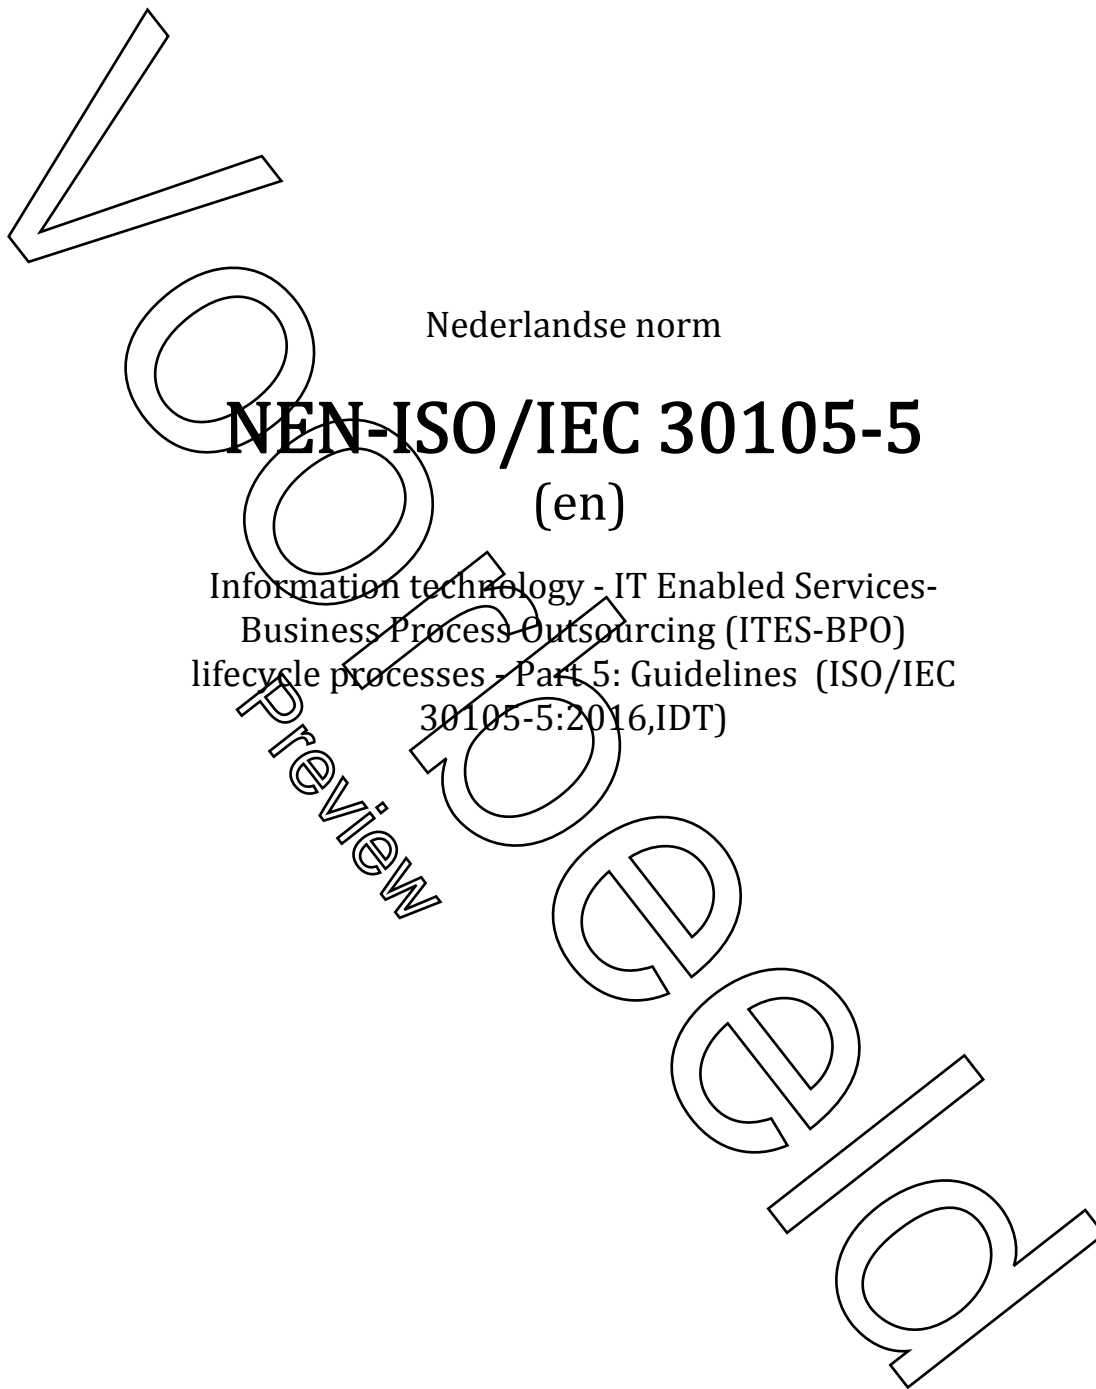 Nederlandse norm
NEN-ISO/IEC 30105-5
(en)
Information technology - IT Enabled Services-
Business Process Outsourcing (ITES-BPO)
lifecycle processes - Part 5: Guidelines (ISO/IEC
30105-5:2016,IDT)
Voorbeeld
Preview